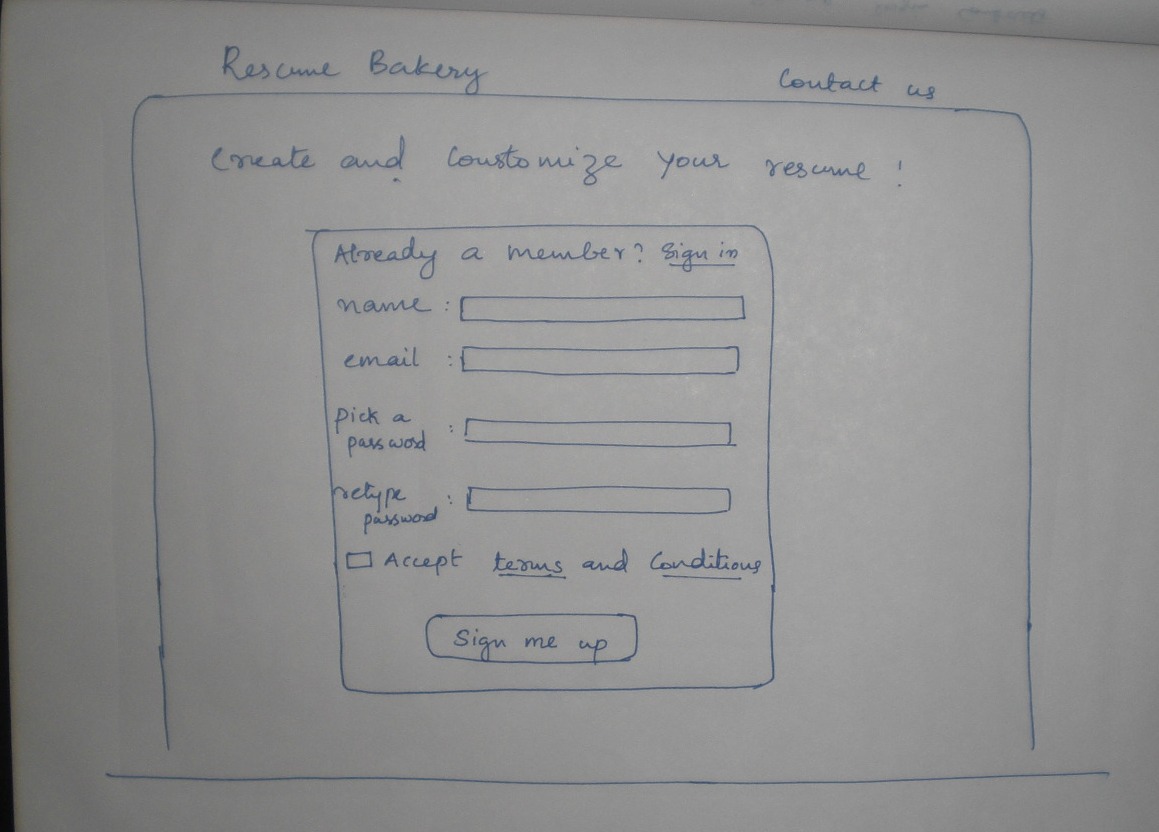 Resume Bakery
Contact us
Create and Coustomize your resume !
Already a member? Sign in
name :
email :
pick a
password :
retype
password :
Accept terms and Conditions
Sign me up